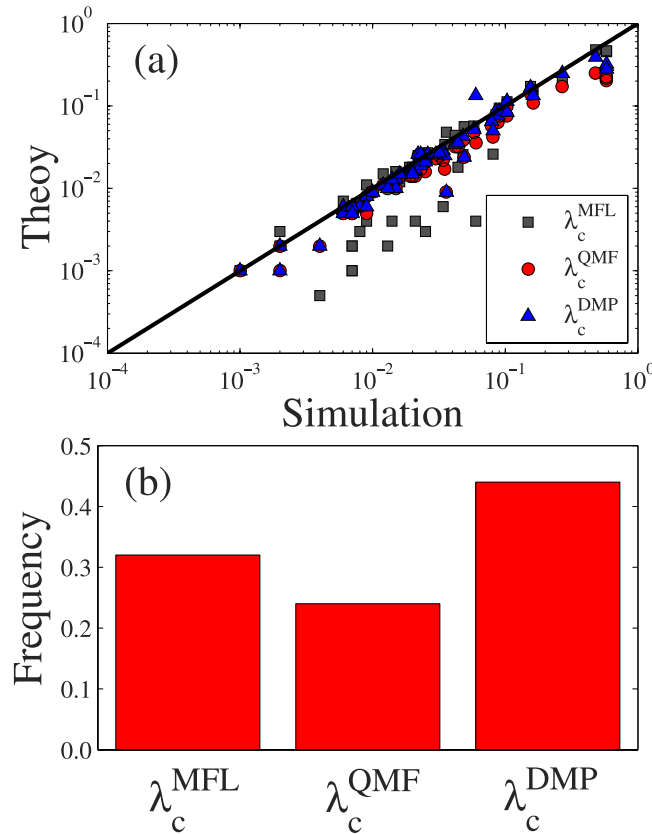 (a)
Theoy
10^0
10^-1
10^-2
10^-3
10^-4
λ_c^MFL
λ_c^QMF
λ_c^DMP
10^-4 10^-3 10^-2 10^-1 10^0
Simulation
(b)
Frequency
0.5
0.4
0.3
0.2
0.1
0.0
λ_c^MFL λ_c^QMF λ_c^DMP